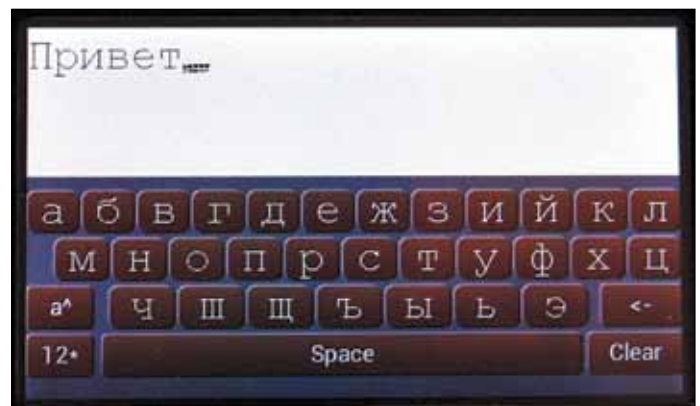 Привет
а б в г д е ж з и й к л
м н о п р с т у ф х ц
а^ ч ш щ ъ ы ь э <-
12* Space Clear